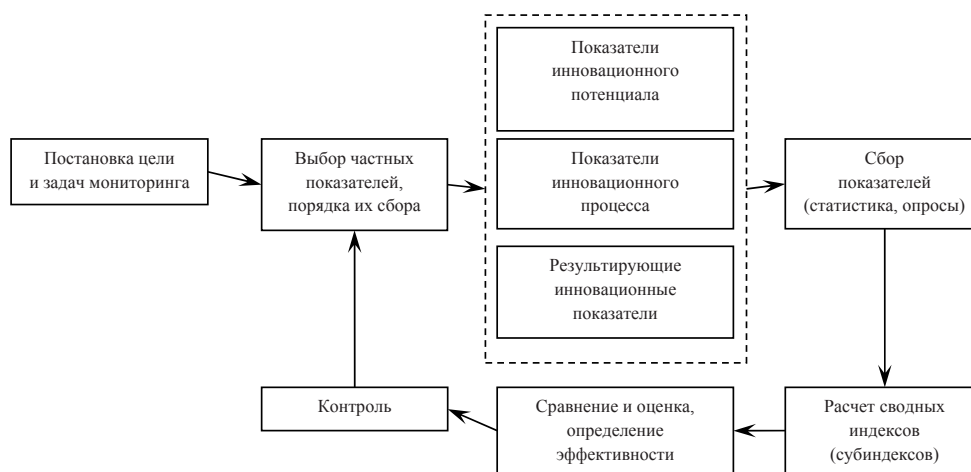 Постановка цели
и задач мониторинга
Выбор частных
показателей,
порядка их сбора
Показатели
инновационного
потенциала
Показатели
инновационного
процесса
Результирующие
инновационные
показатели
Сбор
показателей
(статистика, опросы)
Расчет сводных
индексов
(субиндексов)
Сравнение и оценка,
определение
эффективности
Контроль